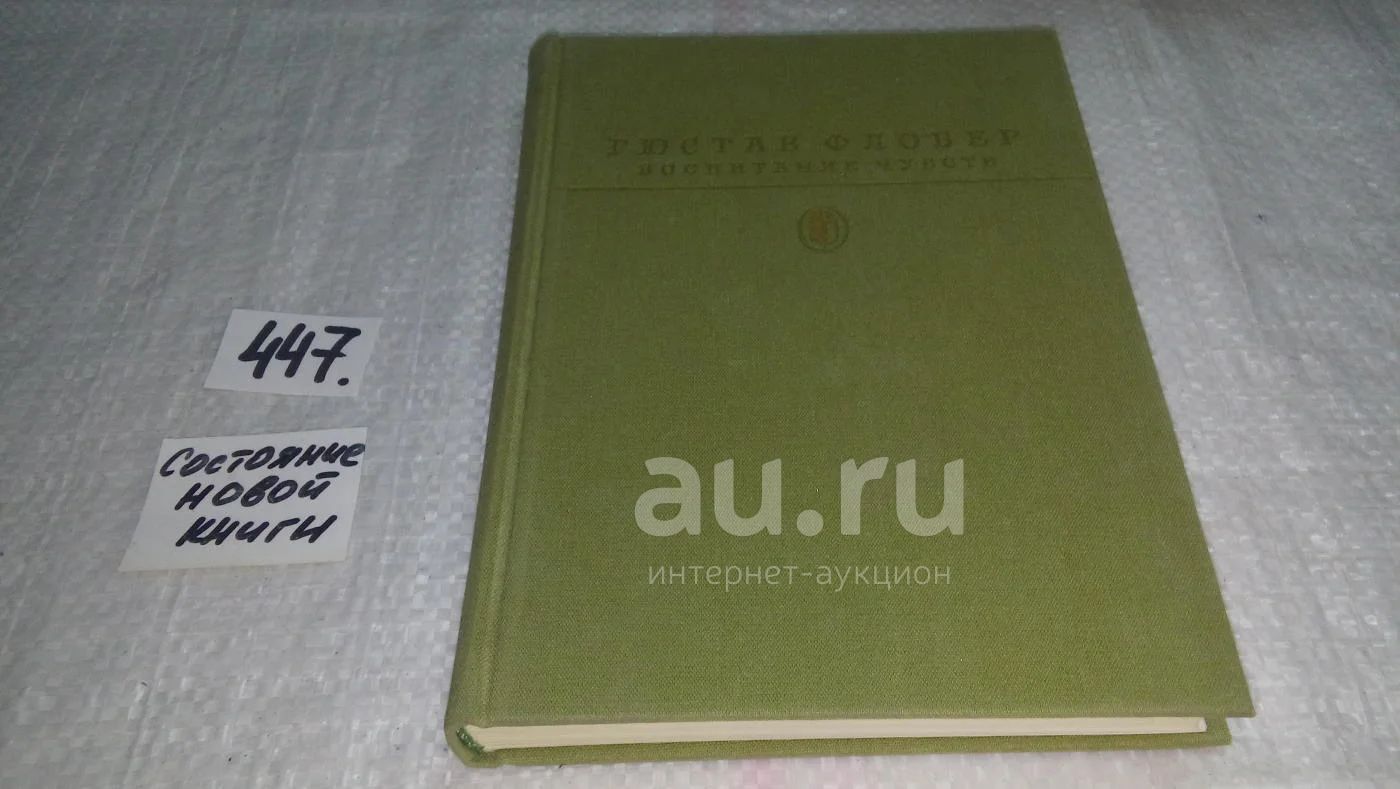 ГЮСТАВ ФЛОБЕР
ВОСПИТАНИЕ ЧУВСТВ
447.
Состояние
новой
книги
au.ru
интернет-аукцион